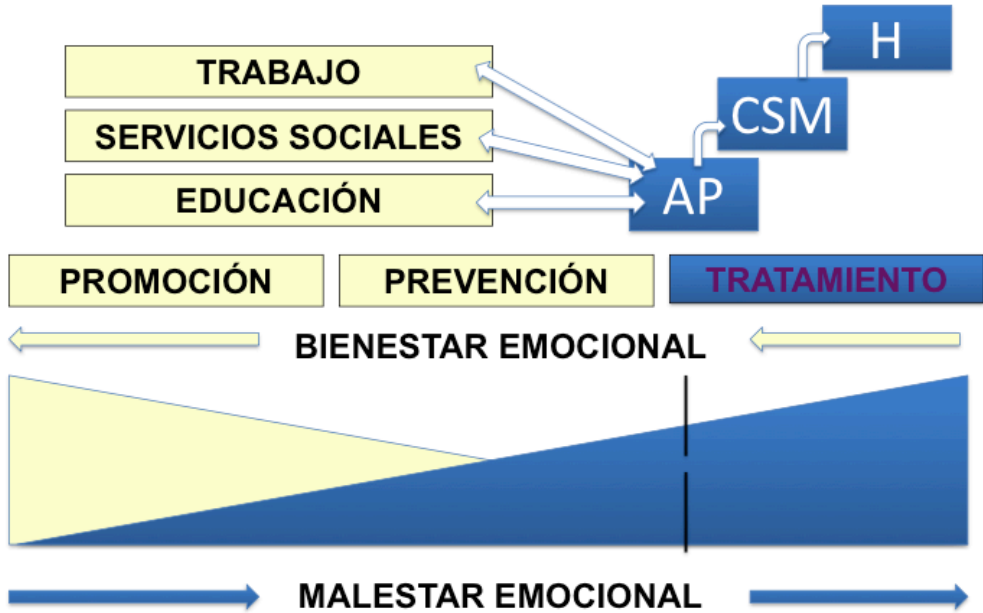 H
TRABAJO
CSM
SERVICIOS SOCIALES
EDUCACIÓN
AP
PROMOCIÓN
PREVENCIÓN
TRATAMIENTO
BIENESTAR EMOCIONAL
MALESTAR EMOCIONAL